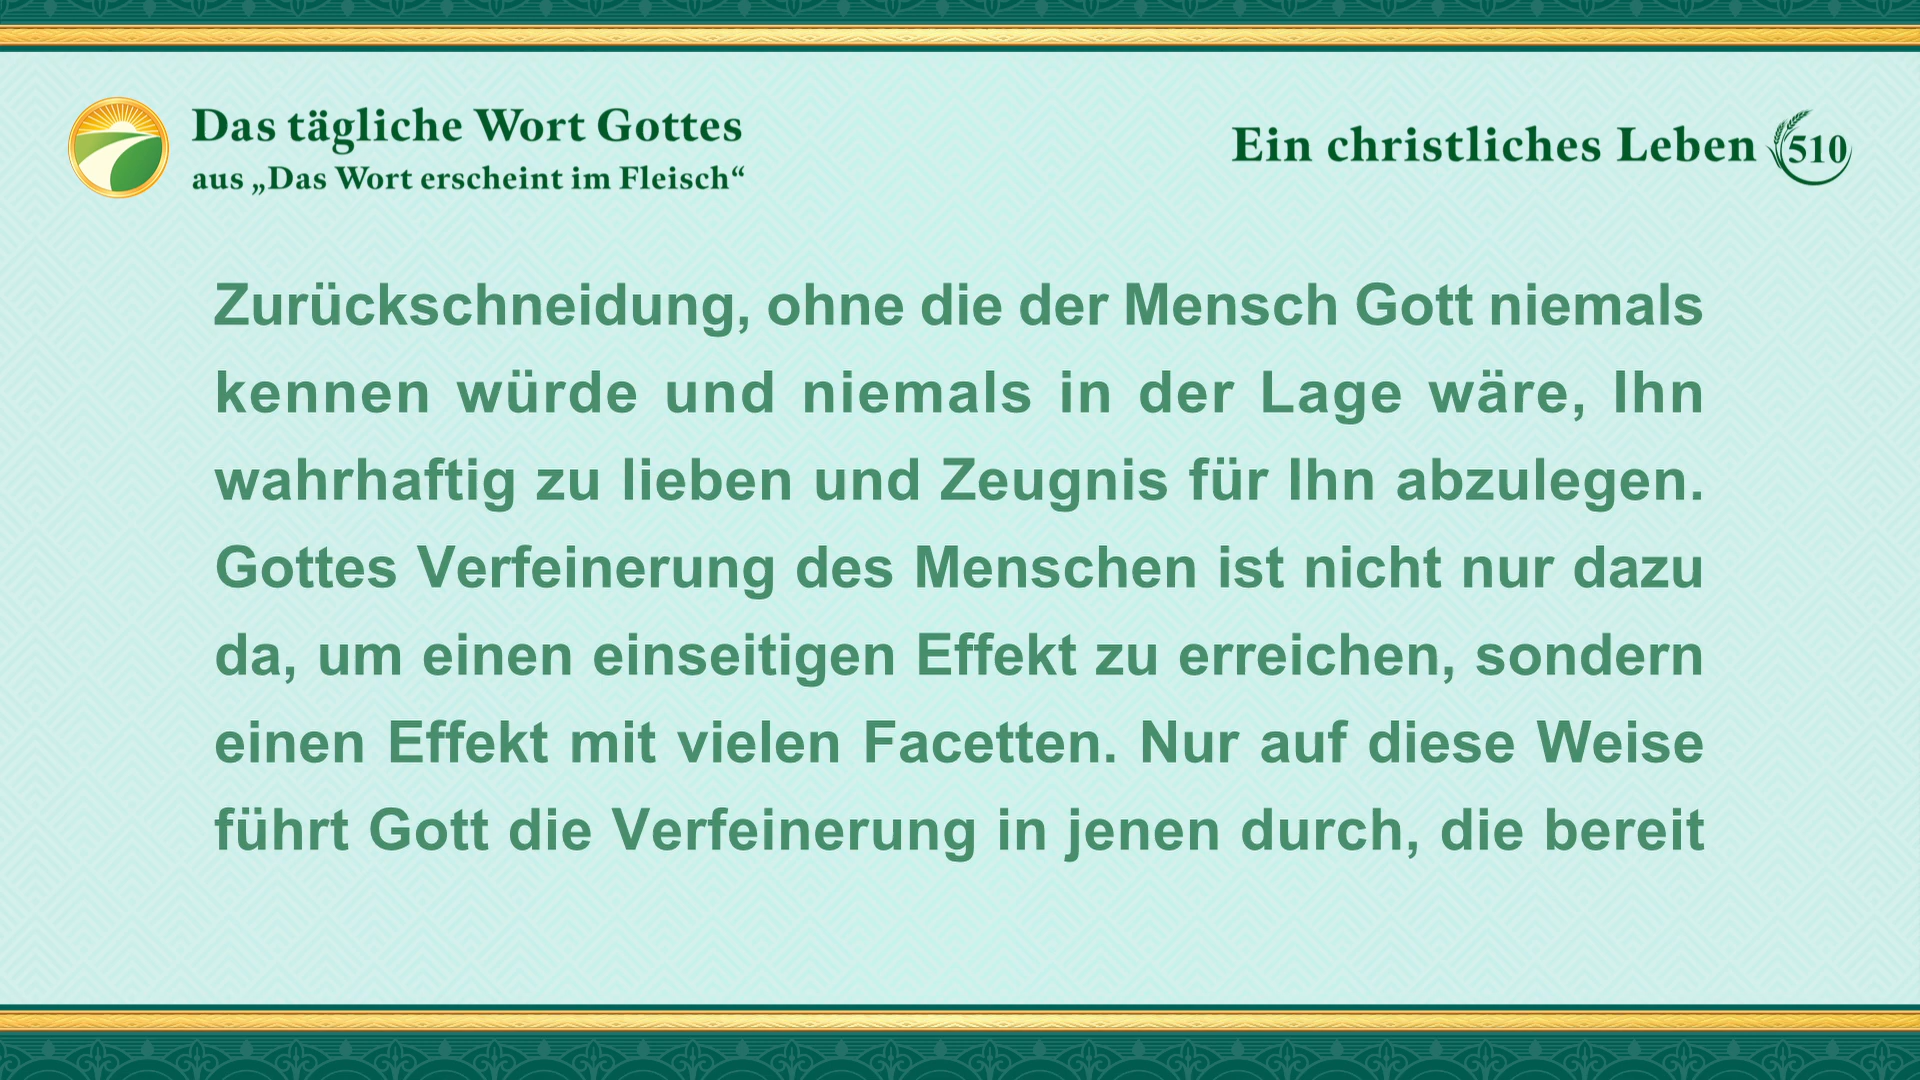 Das tägliche Wort Gottes
aus „Das Wort erscheint im Fleisch“
Ein christliches Leben 510
Zurückschneidung, ohne die der Mensch Gott niemals
kennen würde und niemals in der Lage wäre, Ihn
wahrhaftig zu lieben und Zeugnis für Ihn abzulegen.
Gottes Verfeinerung des Menschen ist nicht nur dazu
da, um einen einseitigen Effekt zu erreichen, sondern
einen Effekt mit vielen Facetten. Nur auf diese Weise
führt Gott die Verfeinerung in jenen durch, die bereit